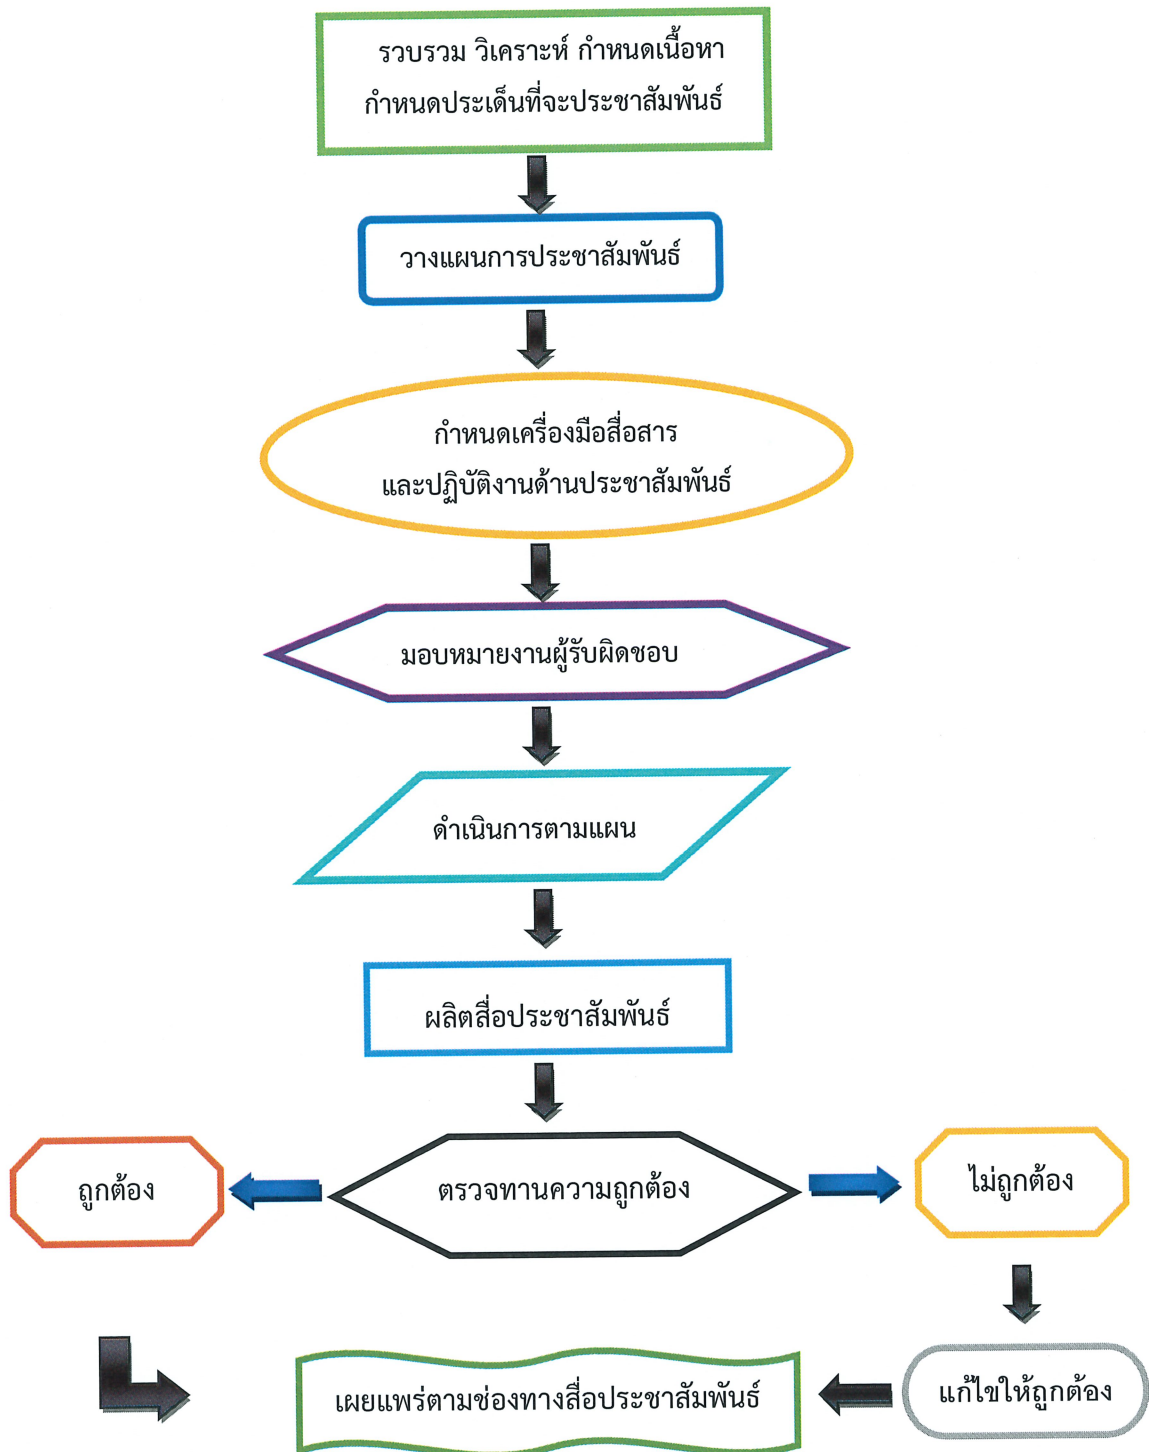 รวบรวม วิเคราะห์ กำหนดเนื้อหา
กำหนดประเด็นที่จะประชาสัมพันธ์
วางแผนการประชาสัมพันธ์
กำหนดเครื่องมือสื่อสาร
และปฏิบัติงานด้านประชาสัมพันธ์
มอบหมายงานผู้รับผิดชอบ
ดำเนินการตามแผน
ผลิตสื่อประชาสัมพันธ์
ถูกต้อง
ตรวจทานความถูกต้อง
ไม่ถูกต้อง
เผยแพร่ตามช่องทางสื่อประชาสัมพันธ์
แก้ไขให้ถูกต้อง